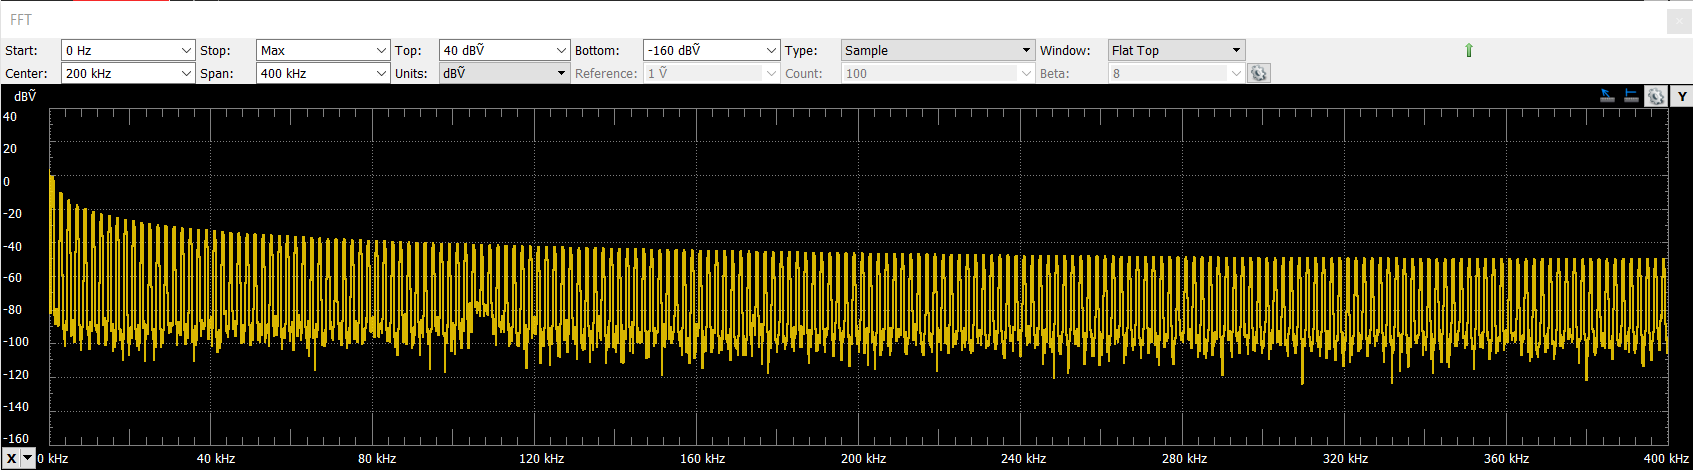 FFT
Start: 0 Hz Stop: Max Top: 40 dBṼ Bottom: -160 dBṼ Type: Sample Window: Flat Top
Center: 200 kHz Span: 400 kHz Units: dBṼ Reference: 1 Ṽ Count: 100 Beta: 8
dBṼ Y
40
20
0
-20
-40
-60
-80
-100
-120
-140
-160
X 0 kHz 40 kHz 80 kHz 120 kHz 160 kHz 200 kHz 240 kHz 280 kHz 320 kHz 360 kHz 400 kHz